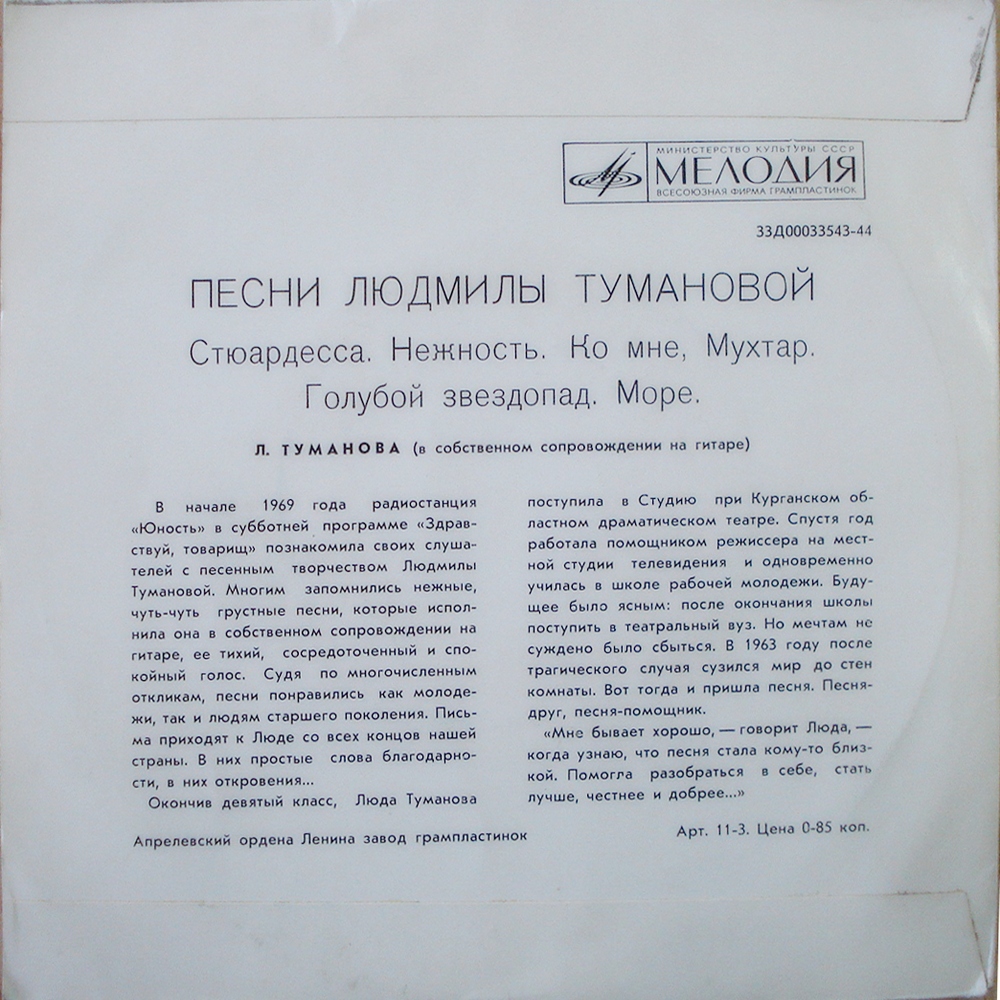 МИНИСТЕРСТВО КУЛЬТУРЫ СССР
МЕЛОДИЯ
ВСЕСОЮЗНАЯ ФИРМА ГРАМПЛАСТИНОК
33Д00033543-44
ПЕСНИ ЛЮДМИЛЫ ТУМАНОВОЙ
Стюардесса. Нежность. Ко мне, Мухтар.
Голубой звездопад. Море.
Л. ТУМАНОВА (в собственном сопровождении на гитаре)
В начале 1969 года радиостанция
«Юность» в субботней программе «Здрав-
ствуй, товарищ» познакомила своих слуша-
телей с песенным творчеством Людмилы
Тумановой. Многим запомнились нежные,
чуть-чуть грустные песни, которые испол-
нила она в собственном сопровождении на
гитаре, ее тихий, сосредоточенный и спо-
койный голос. Судя по многочисленным
откликам, песни понравились как молоде-
жи, так и людям старшего поколения. Пись-
ма приходят к Люде со всех концов нашей
страны. В них простые слова благодарно-
сти, в них откровения...
Окончив девятый класс, Люда Туманова
поступила в Студию при Курганском об-
ластном драматическом театре. Спустя год
работала помощником режиссера на мест-
ной студии телевидения и одновременно
училась в школе рабочей молодежи. Буду-
щее было ясным: после окончания школы
поступить в театральный вуз. Но мечтам не
суждено было сбыться. В 1963 году после
трагического случая сузился мир до стен
комнаты. Вот тогда и пришла песня. Песня-
друг, песня-помощник.
«Мне бывает хорошо, — говорит Люда, —
когда узнаю, что песня стала кому-то близ-
кой. Помогла разобраться в себе, стать
лучше, честнее и добрее...»
Апрелевский ордена Ленина завод грампластинок
Арт. 11-3. Цена 0-85 коп.